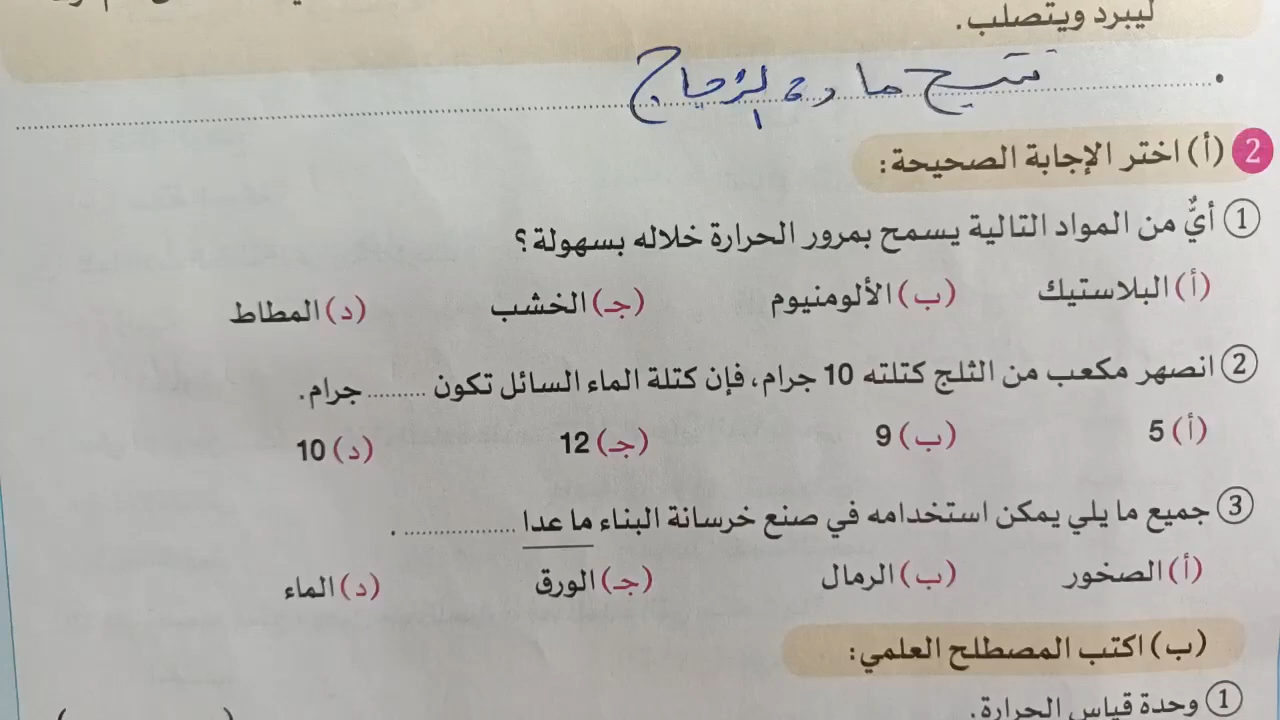 ليبرد ويتصلب.
تنتج مادة الزجاج
2 (أ) اختر الإجابة الصحيحة:
1 أيٌّ من المواد التالية يسمح بمرور الحرارة خلاله بسهولة؟
(أ) البلاستيك (ب) الألومنيوم (جـ) الخشب (د) المطاط
2 انصهر مكعب من الثلج كتلته 10 جرام، فإن كتلة الماء السائل تكون .......... جرام.
(أ) 5 (ب) 9 (جـ) 12 (د) 10
3 جميع ما يلي يمكن استخدامه في صنع خرسانة البناء ما عدا .................. .
(أ) الصخور (ب) الرمال (جـ) الورق (د) الماء
(ب) اكتب المصطلح العلمي:
1 وحدة قياس الحرارة.